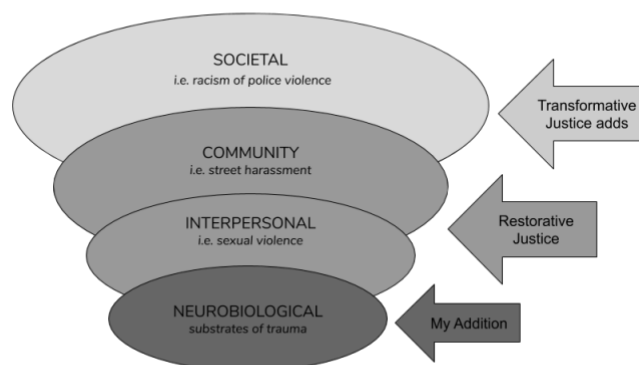 SOCIETAL
i.e. racism of police violence
Transformative
Justice adds
COMMUNITY
i.e. street harassment
INTERPERSONAL
i.e. sexual violence
Restorative
Justice
NEUROBIOLOGICAL
substrates of trauma
My Addition